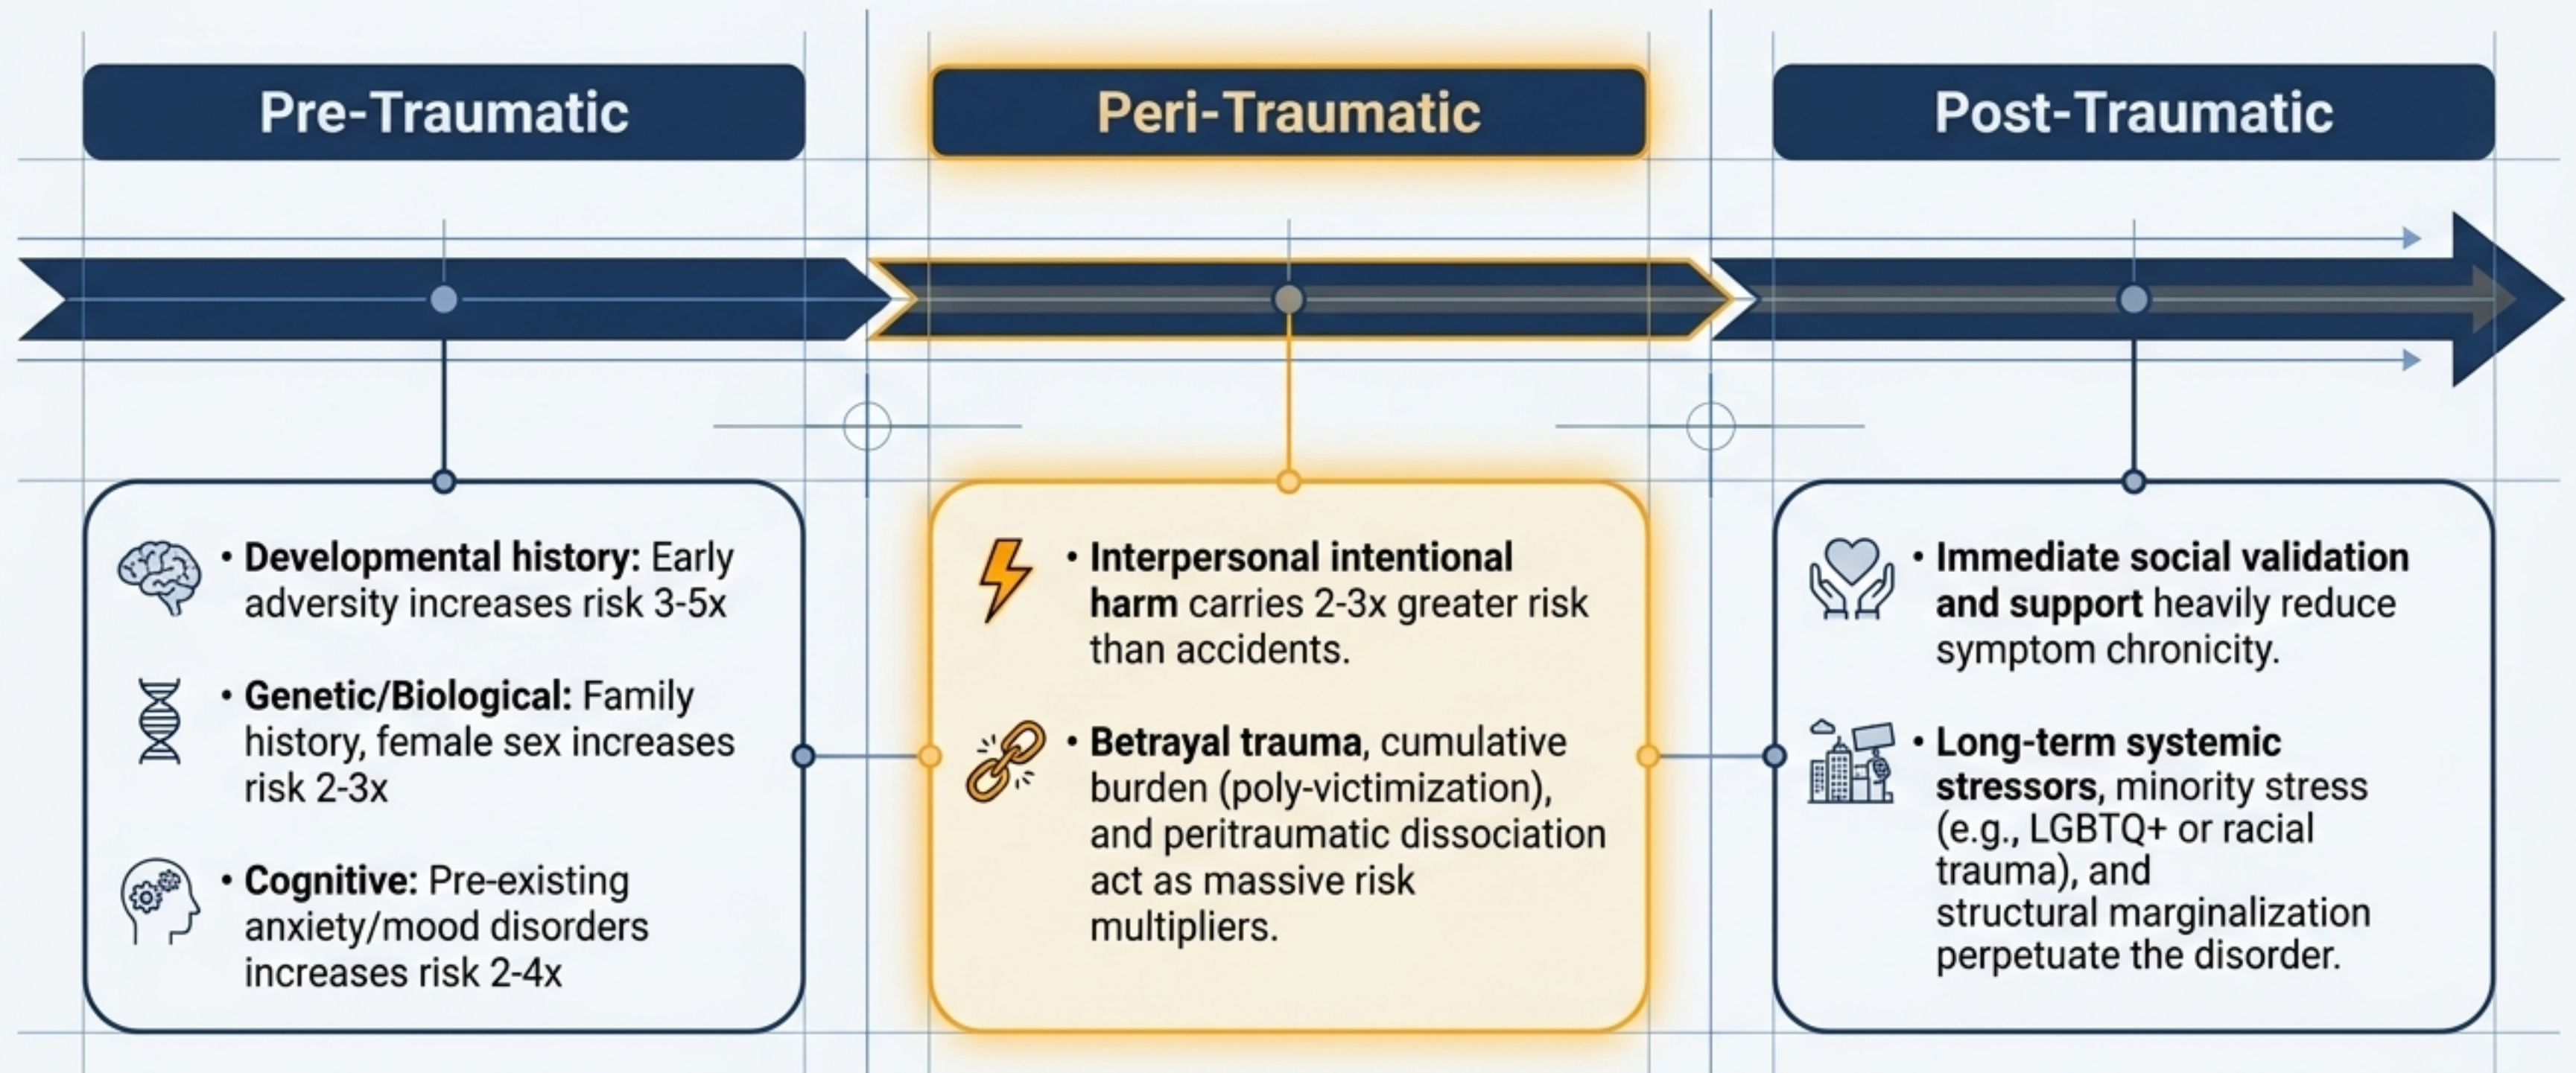 Pre-Traumatic
Peri-Traumatic
Post-Traumatic
• Developmental history: Early
adversity increases risk 3-5x
• Genetic/Biological: Family
history, female sex increases
risk 2-3x
• Cognitive: Pre-existing
anxiety/mood disorders
increases risk 2-4x
• Interpersonal intentional
harm carries 2-3x greater risk
than accidents.
• Betrayal trauma, cumulative
burden (poly-victimization),
and peritraumatic dissociation
act as massive risk
multipliers.
• Immediate social validation
and support heavily reduce
symptom chronicity.
• Long-term systemic
stressors, minority stress
(e.g., LGBTQ+ or racial
trauma), and
structural marginalization
perpetuate the disorder.